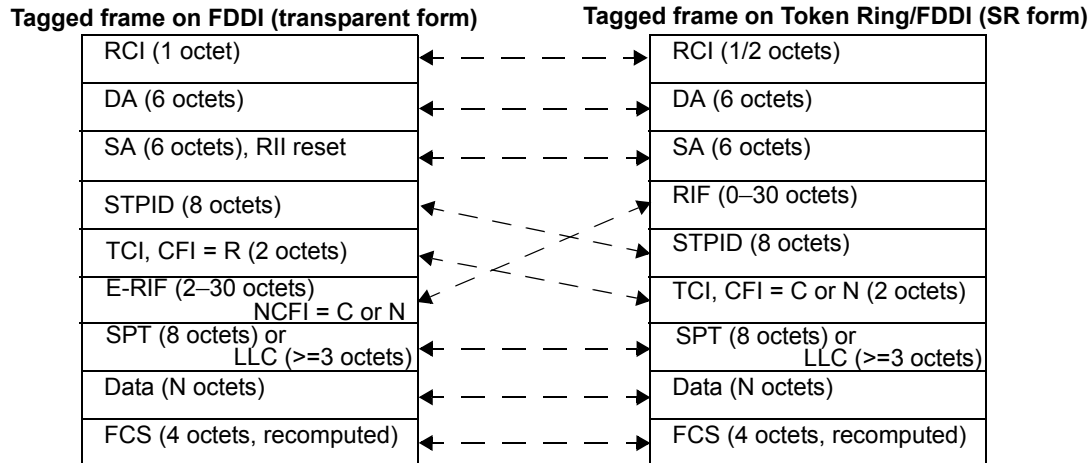 Tagged frame on FDDI (transparent form)
RCI (1 octet)
DA (6 octets)
SA (6 octets), RII reset
STPID (8 octets)
TCI, CFI = R (2 octets)
E-RIF (2–30 octets)
NCFI = C or N
SPT (8 octets) or
LLC (>=3 octets)
Data (N octets)
FCS (4 octets, recomputed)
Tagged frame on Token Ring/FDDI (SR form)
RCI (1/2 octets)
DA (6 octets)
SA (6 octets)
RIF (0–30 octets)
STPID (8 octets)
TCI, CFI = C or N (2 octets)
SPT (8 octets) or
LLC (>=3 octets)
Data (N octets)
FCS (4 octets, recomputed)